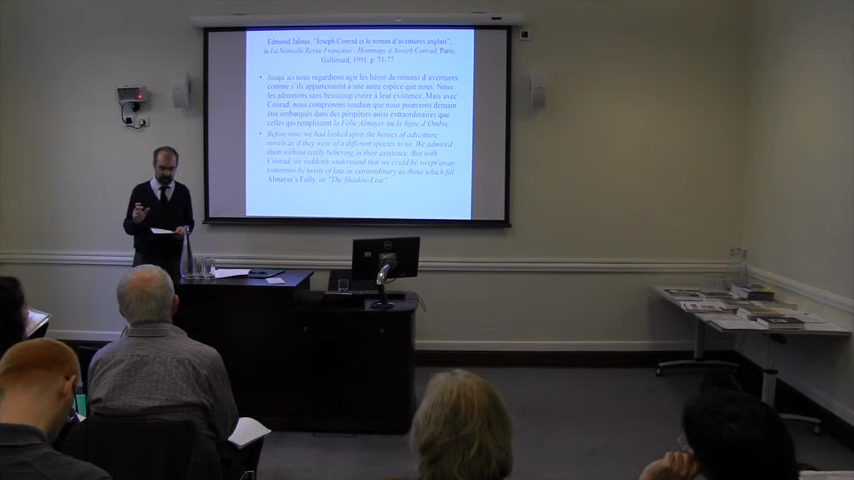 Edmond Jalous, "Joseph Conrad et le roman d'aventures anglais",
in La Nouvelle Revue Française - Hommage à Joseph Conrad, Paris,
Gallimard, 1991, p. 71-77
• Jusqu'ici nous regardions agir les héros de romans d'aventures
comme s'ils appartenaient à une autre espèce que nous. Nous
les admirions sans beaucoup croire à leur existence. Mais avec
Conrad, nous comprenons soudain que nous pourrions demain
être embarqués dans des péripéties aussi extraordinaires que
celles qui remplissent la Folie Almayer ou la ligne d'Ombre.
• Before now, we had looked upon the heroes of adventure
novels as if they were of a different species to us. We admired
them without really believing in their existence. But with
Conrad, we suddenly understand that we could be swept away
tomorrow by twists of fate as extraordinary as those which fill
Almayer's Folly, or "The Shadow-Line"